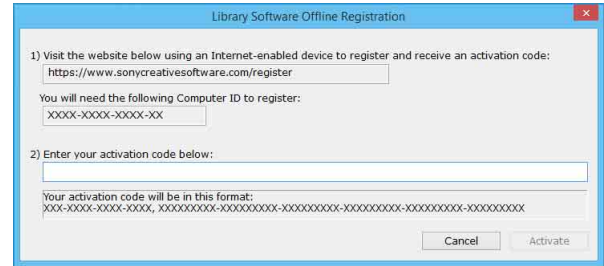 Library Software Offline Registration
1) Visit the website below using an Internet-enabled device to register and receive an activation code:
https://www.sonycreativesoftware.com/register
You will need the following Computer ID to register:
XXXX-XXXX-XXXX-XX
2) Enter your activation code below:
Your activation code will be in this format:
XXX-XXXX-XXXX-XXXX, XXXXXXXXX-XXXXXXXXX-XXXXXXXXX-XXXXXXXXX-XXXXXXXXX-XXXXXXXXX
Cancel Activate